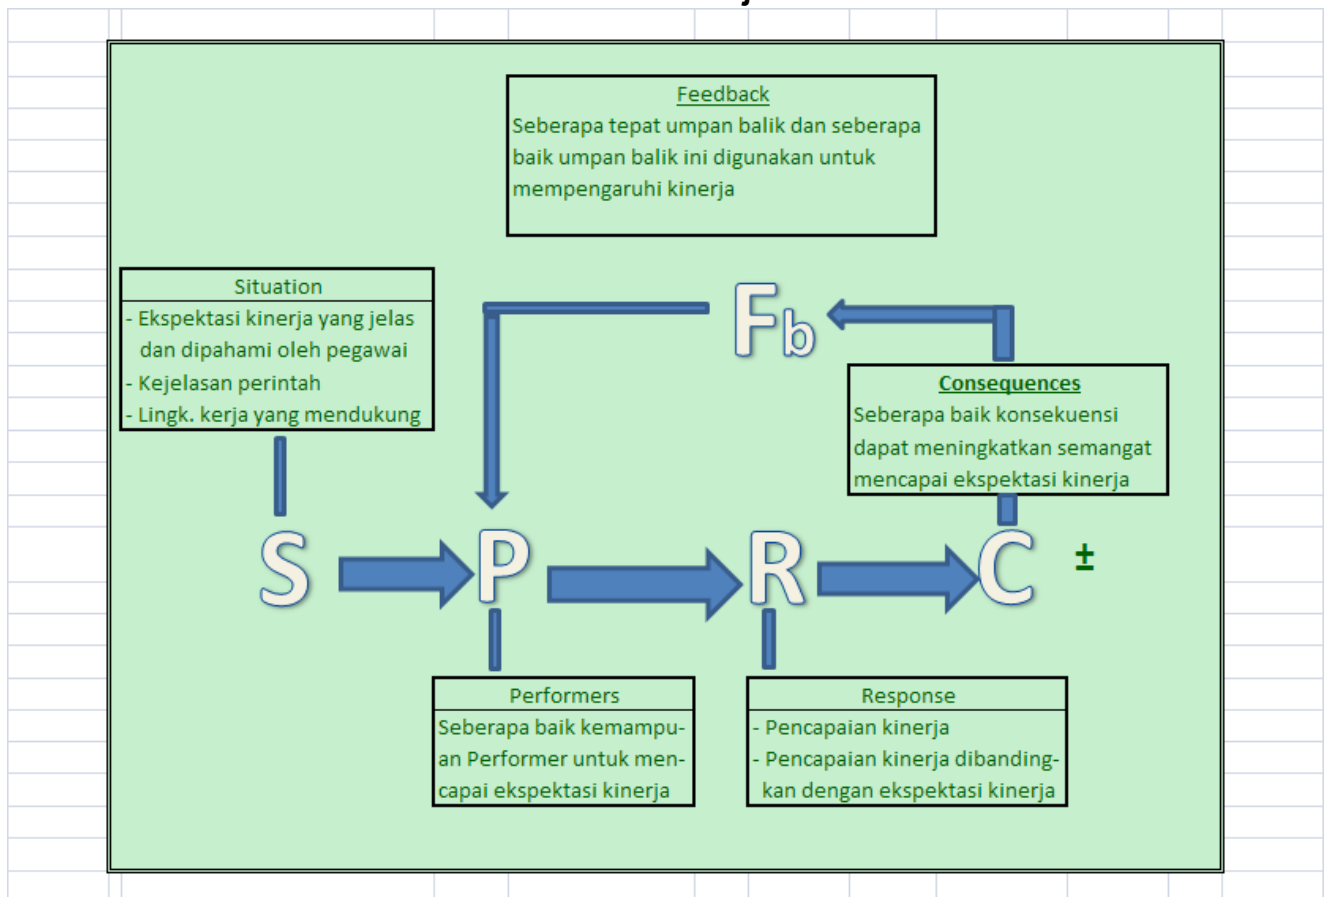 Feedback
Seberapa tepat umpan balik dan seberapa
baik umpan balik ini digunakan untuk
mempengaruhi kinerja
Situation
- Ekspektasi kinerja yang jelas
dan dipahami oleh pegawai
- Kejelasan perintah
- Lingk. kerja yang mendukung
Fb
Consequences
Seberapa baik konsekuensi
dapat meningkatkan semangat
mencapai ekspektasi kinerja
S P R C ±
Performers
Seberapa baik kemampu-
an Performer untuk men-
capai ekspektasi kinerja
Response
- Pencapaian kinerja
- Pencapaian kinerja dibanding-
kan dengan ekspektasi kinerja